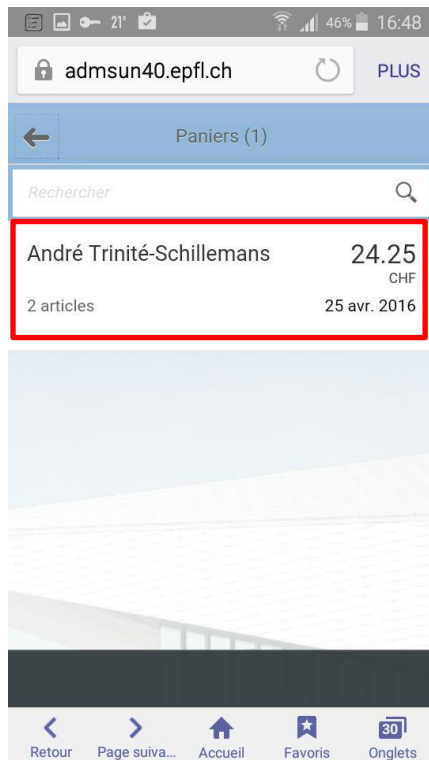 21° 46% 16:48
admsun40.epfl.ch PLUS
Paniers (1)
Rechercher
André Trinité-Schillemans 24.25
CHF
2 articles 25 avr. 2016
30
Retour Page suiva... Accueil Favoris Onglets